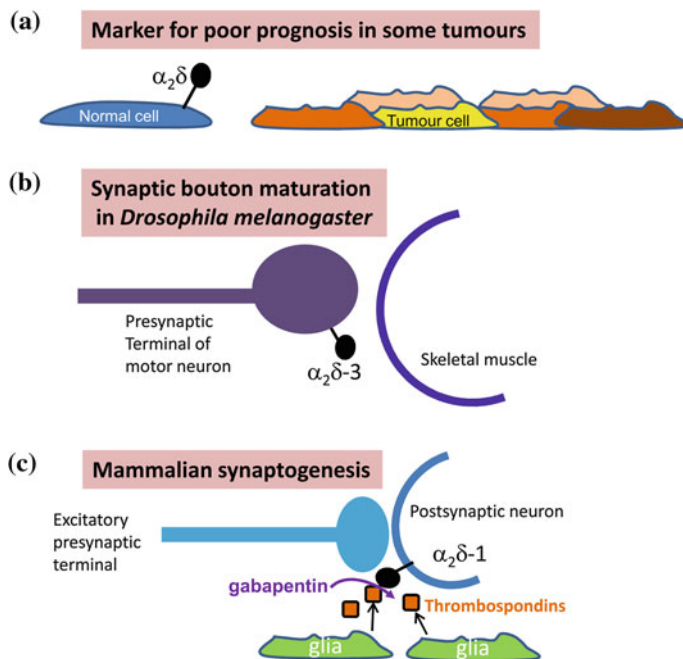 (a)
Marker for poor prognosis in some tumours
α₂δ
Normal cell
Tumour cell
(b)
Synaptic bouton maturation
in Drosophila melanogaster
Presynaptic
Terminal of
motor neuron
α₂δ-3
Skeletal muscle
(c)
Mammalian synaptogenesis
Excitatory
presynaptic
terminal
Postsynaptic neuron
α₂δ-1
gabapentin
Thrombospondins
glia
glia